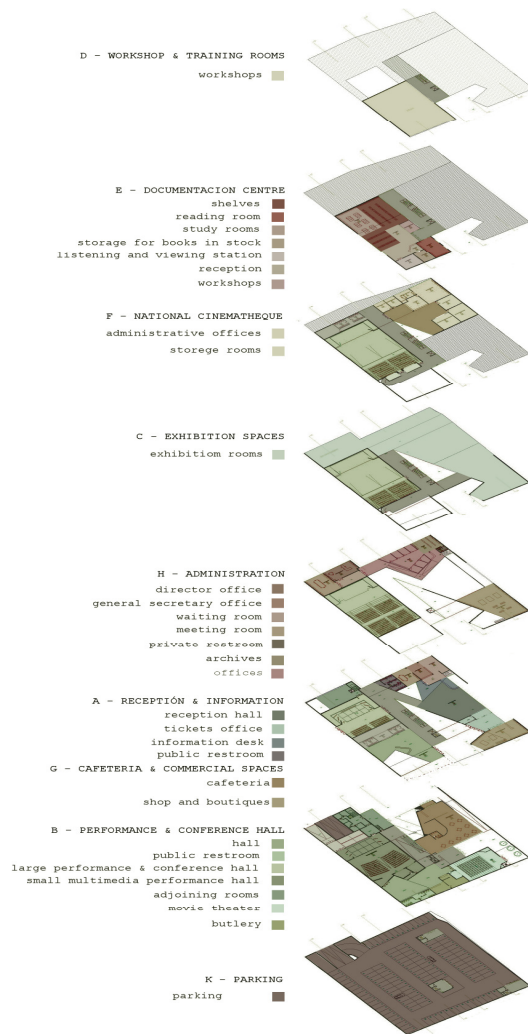 D - WORKSHOP & TRAINING ROOMS
workshops
E - DOCUMENTACION CENTRE
shelves
reading room
study rooms
storage for books in stock
listening and viewing station
reception
workshops
F - NATIONAL CINEMATHEQUE
administrative offices
storege rooms
C - EXHIBITION SPACES
exhibitiom rooms
H - ADMINISTRATION
director office
general secretary office
waiting room
meeting room
private restroom
archives
offices
A - RECEPTIÓN & INFORMATION
reception hall
tickets office
information desk
public restroom
G - CAFETERIA & COMMERCIAL SPACES
cafeteria
shop and boutiques
B - PERFORMANCE & CONFERENCE HALL
hall
public restroom
large performance & conference hall
small multimedia performance hall
adjoining rooms
movie theater
butlery
K - PARKING
parking